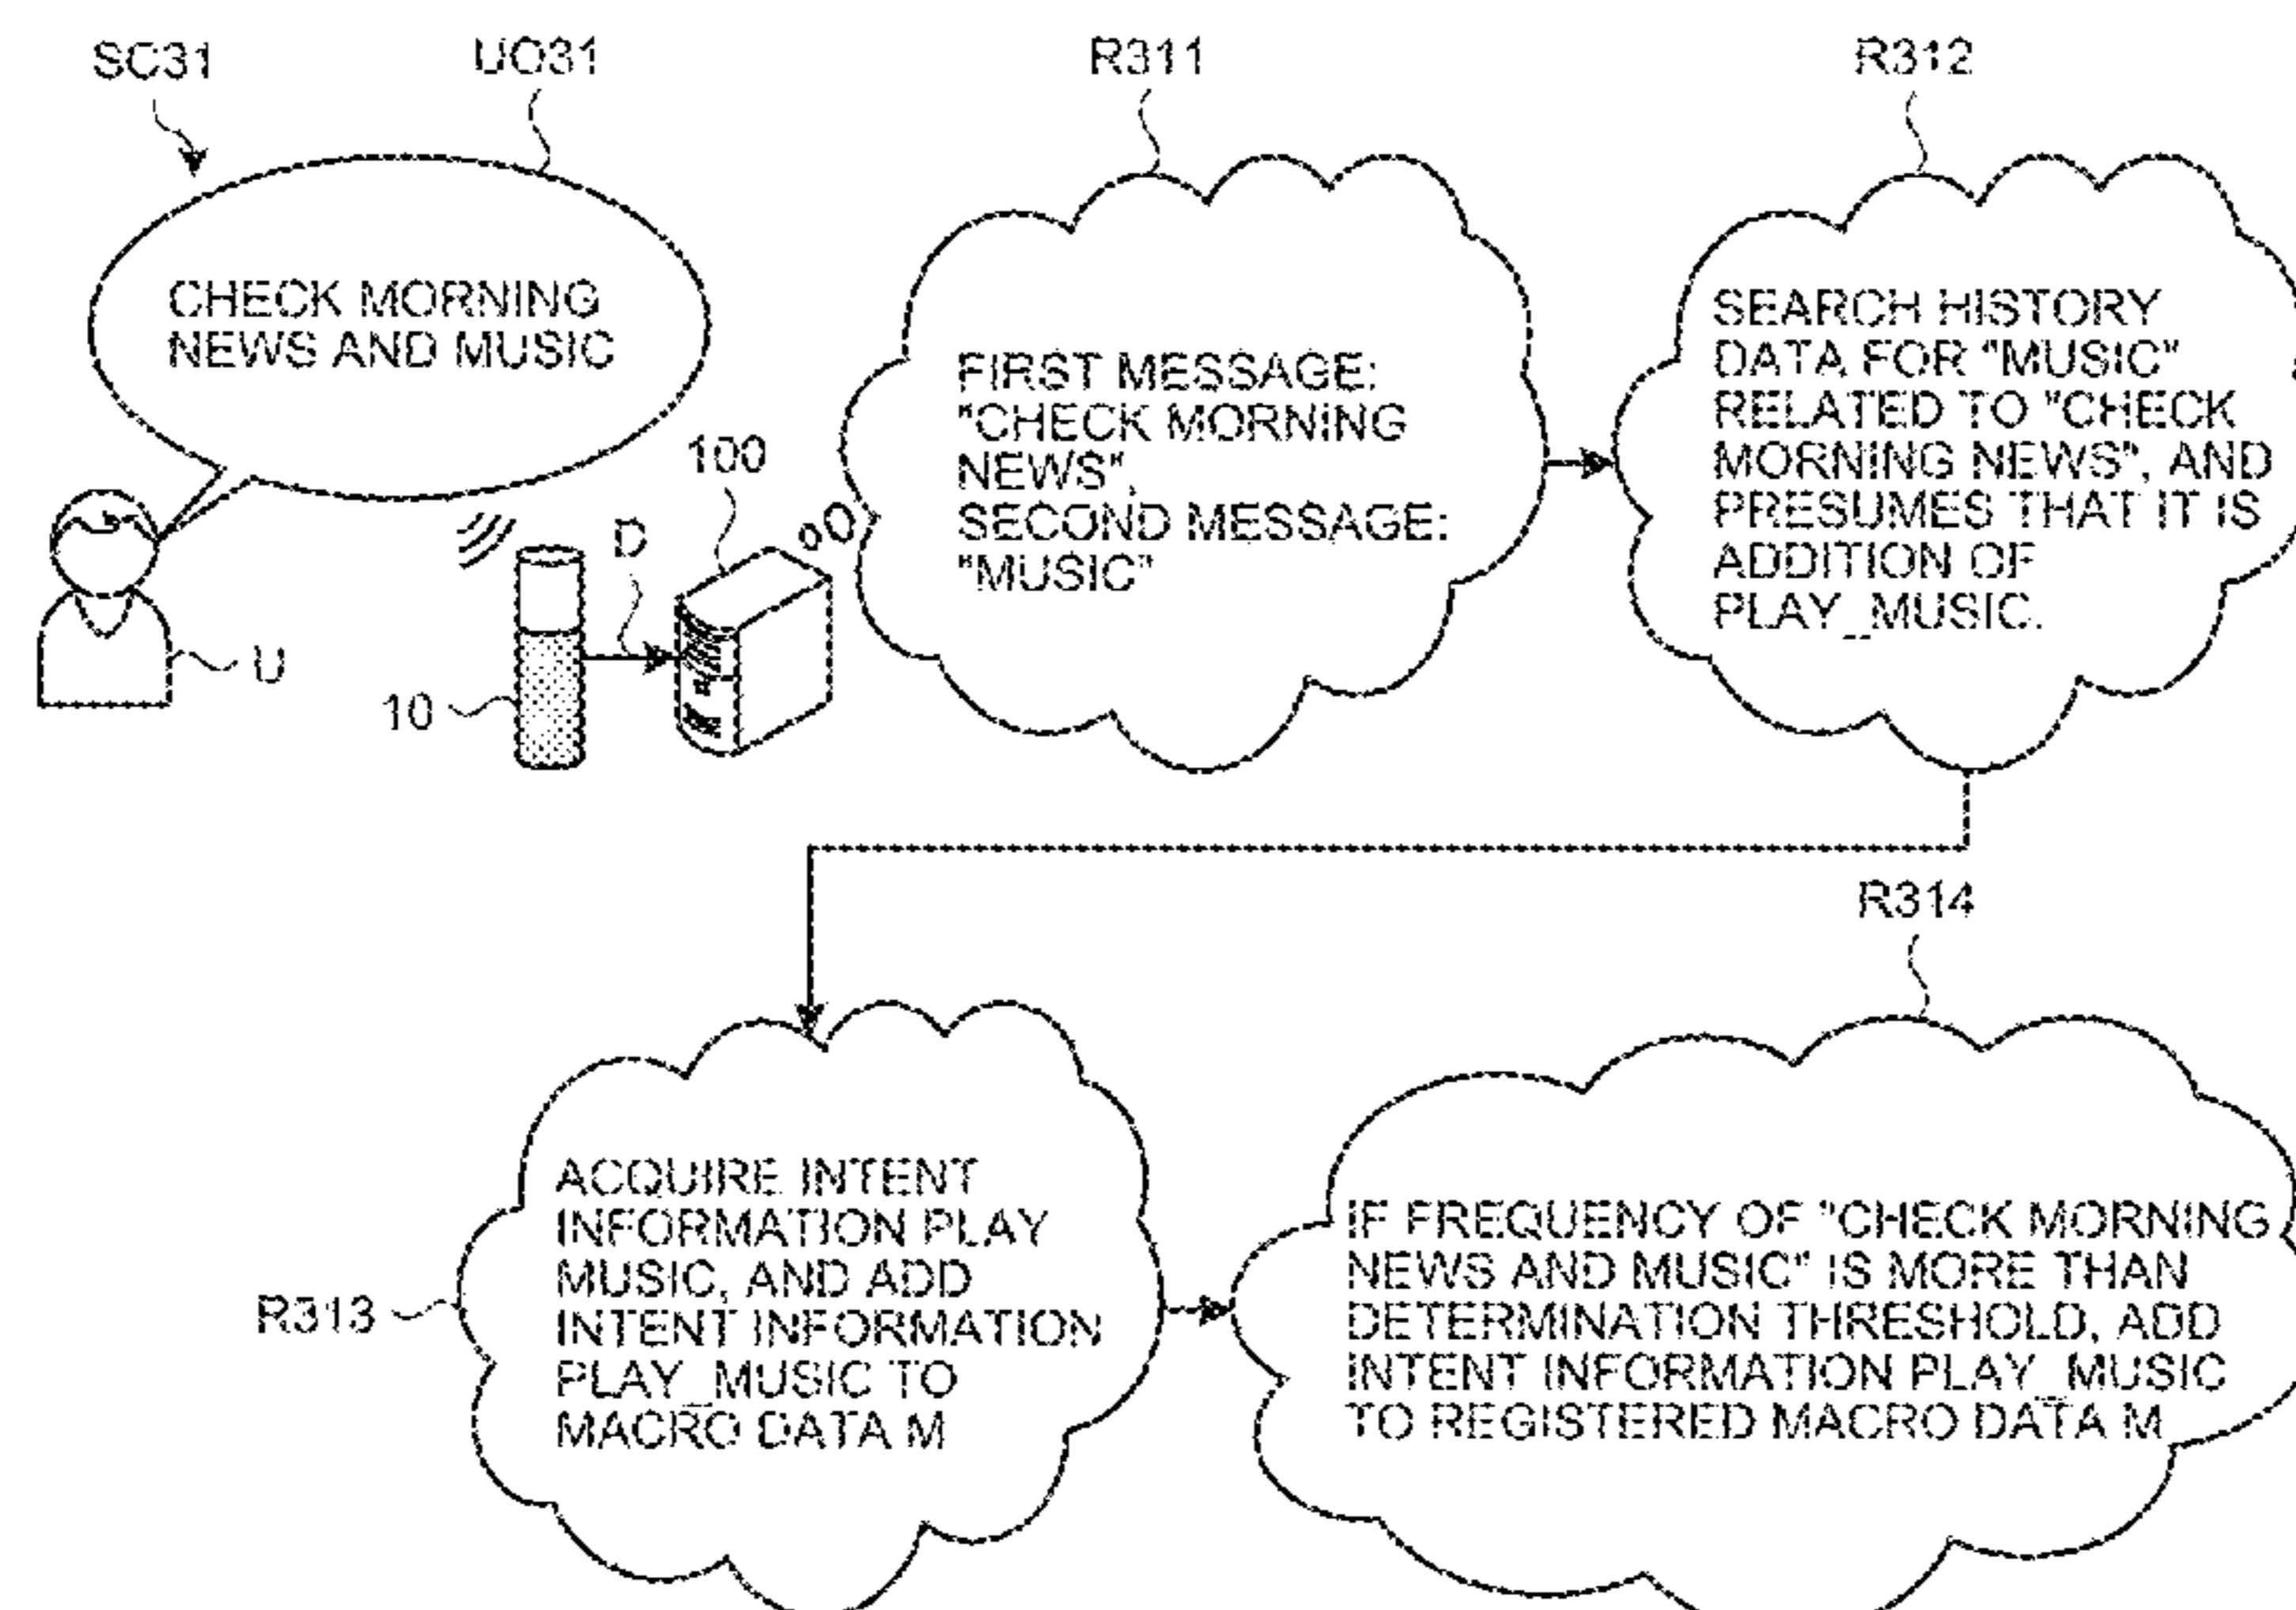 SC31
UO31
R311
R312
CHECK MORNING
NEWS AND MUSIC
FIRST MESSAGE:
"CHECK MORNING
NEWS",
SECOND MESSAGE:
"MUSIC"
SEARCH HISTORY
DATA FOR "MUSIC"
RELATED TO "CHECK
MORNING NEWS", AND
PRESUMES THAT IT IS
ADDITION OF
PLAY_MUSIC.
100
D
U
10
R314
R313
ACQUIRE INTENT
INFORMATION PLAY
MUSIC, AND ADD
INTENT INFORMATION
PLAY_MUSIC TO
MACRO DATA M
IF FREQUENCY OF "CHECK MORNING
NEWS AND MUSIC" IS MORE THAN
DETERMINATION THRESHOLD, ADD
INTENT INFORMATION PLAY_MUSIC
TO REGISTERED MACRO DATA M